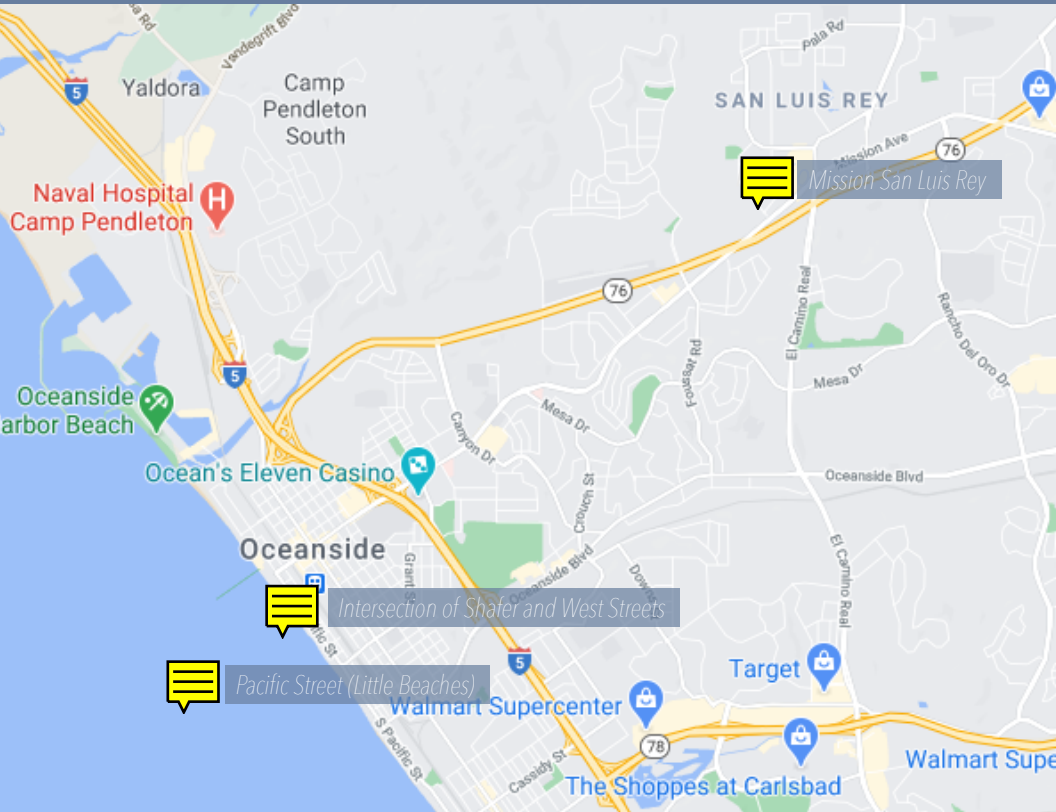 Vandegrift Blvd
Pala Rd
5
Yaldora
Camp
Pendleton
South
SAN LUIS REY
Mission Ave
76
Mission San Luis Rey
Naval Hospital
Camp Pendleton
H
76
El Camino Real
Rancho Del Oro Dr
5
Foussat Rd
Mesa Dr
Oceanside
arbor Beach
Mesa Dr
Canyon Dr
Ocean's Eleven Casino
Crouch St
Oceanside Blvd
Oceanside
Grant St
Oceanside Blvd
El Camino Real
Intersection of Shafer and West Streets
5
Target
Pacific Street (Little Beaches)
Walmart Supercenter
S Pacific St
78
Cassidy St
Walmart Supe
The Shoppes at Carlsbad